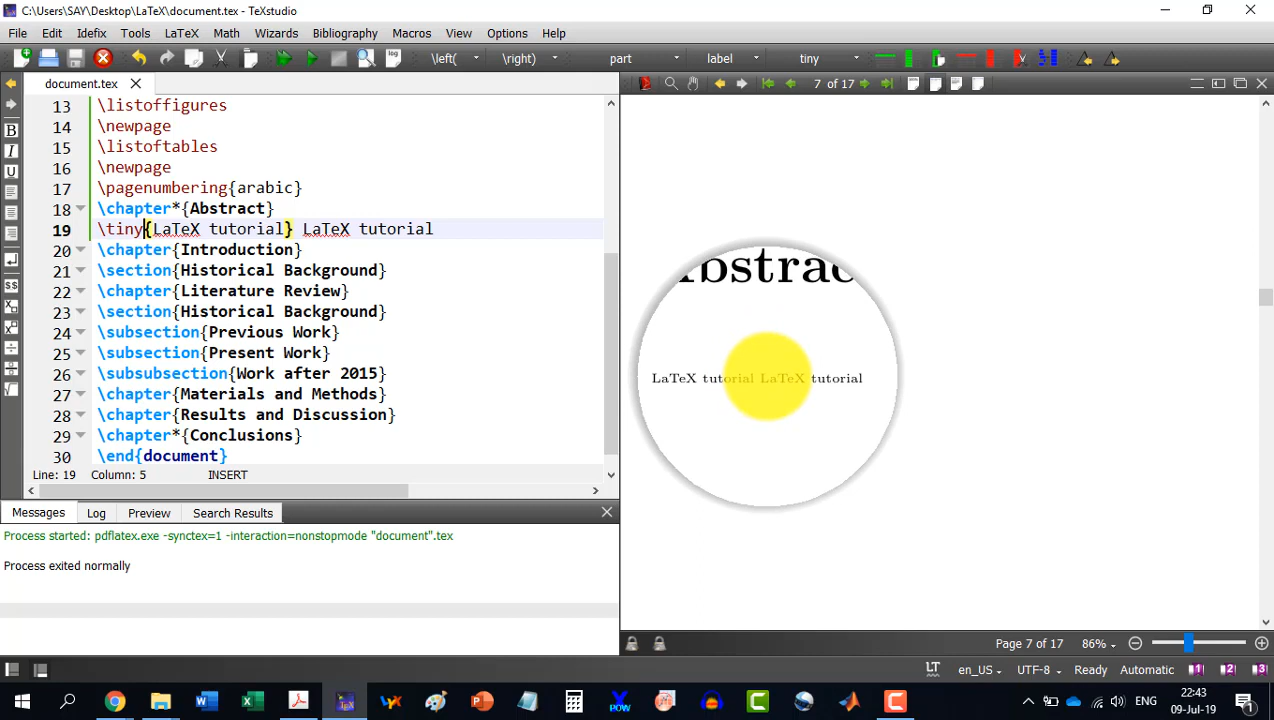 C:\Users\SAY\Desktop\LaTeX\document.tex - TeXstudio
File Edit Idefix Tools LaTeX Math Wizards Bibliography Macros View Options Help
\left( \right) part label tiny
document.tex
7 of 17
13 \listoffigures
14 \newpage
15 \listoftables
16 \newpage
17 \pagenumbering{arabic}
18 \chapter*{Abstract}
19 \tiny{LaTeX tutorial} LaTeX tutorial
20 \chapter{Introduction}
21 \section{Historical Background}
22 \chapter{Literature Review}
23 \section{Historical Background}
24 \subsection{Previous Work}
25 \subsection{Present Work}
26 \subsubsection{Work after 2015}
27 \chapter{Materials and Methods}
28 \chapter{Results and Discussion}
29 \chapter*{Conclusions}
30 \end{document}
Line: 19 Column: 5 INSERT
Messages Log Preview Search Results
Process started: pdflatex.exe -synctex=1 -interaction=nonstopmode "document".tex
Process exited normally
LaTeX tutorial LaTeX tutorial
Page 7 of 17 86%
LT en_US UTF-8 Ready Automatic 1 2 3
ENG
22:43
09-Jul-19